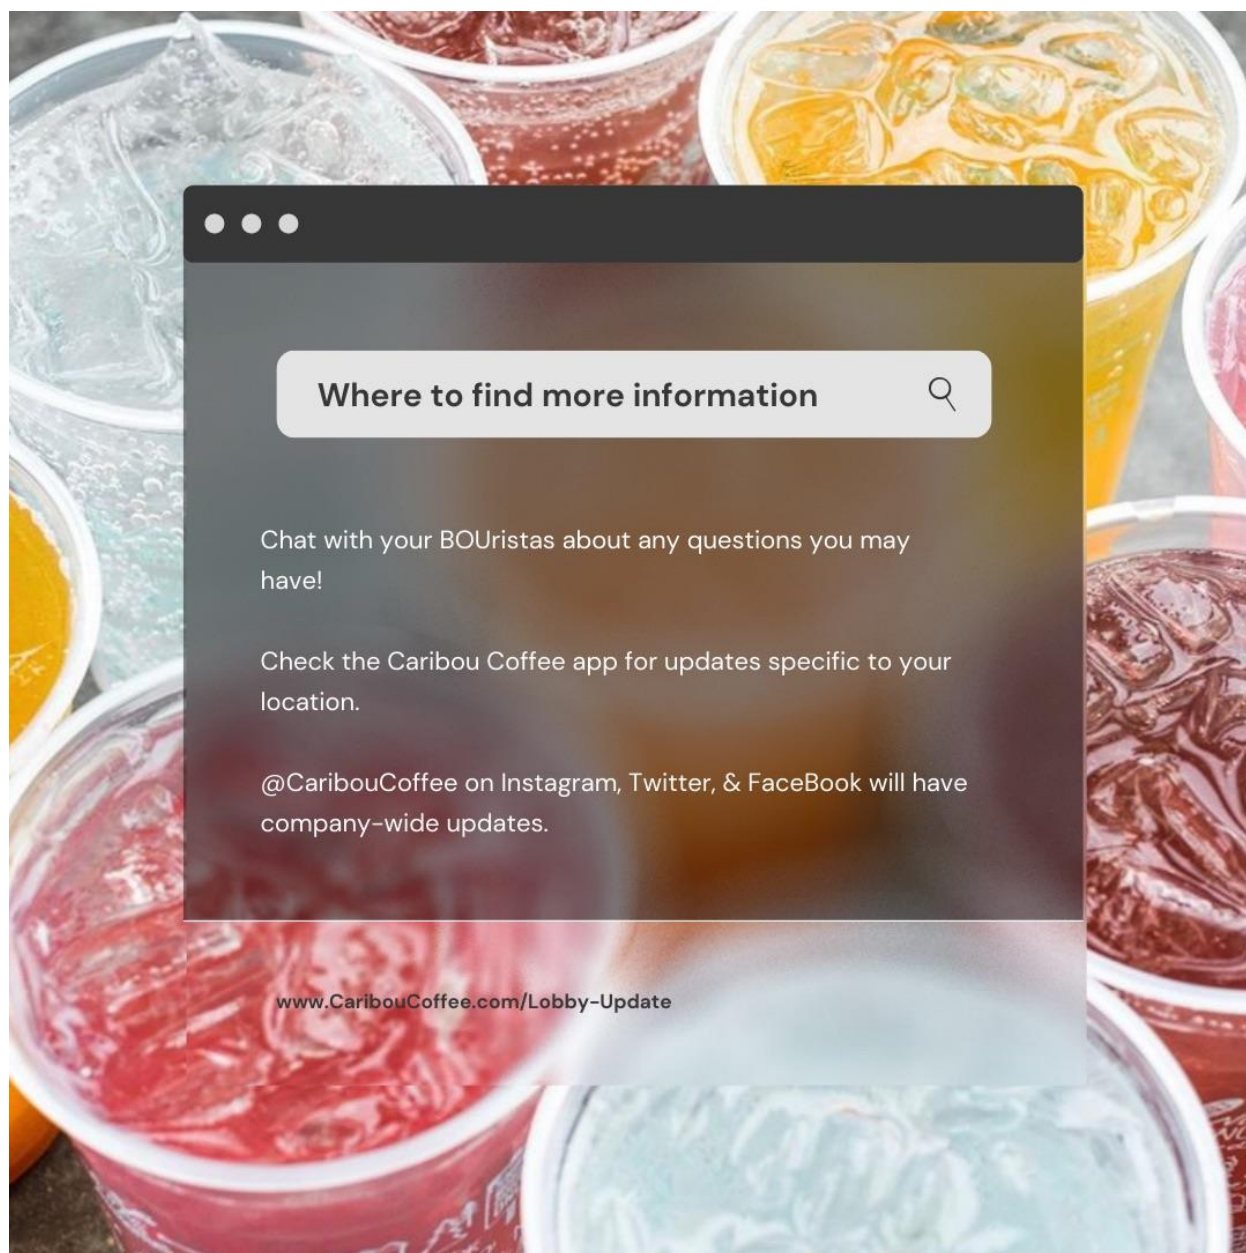 Where to find more information
Chat with your BOUristas about any questions you may
have!
Check the Caribou Coffee app for updates specific to your
location.
@CaribouCoffee on Instagram, Twitter, & FaceBook will have
company-wide updates.
www.CaribouCoffee.com/Lobby-Update